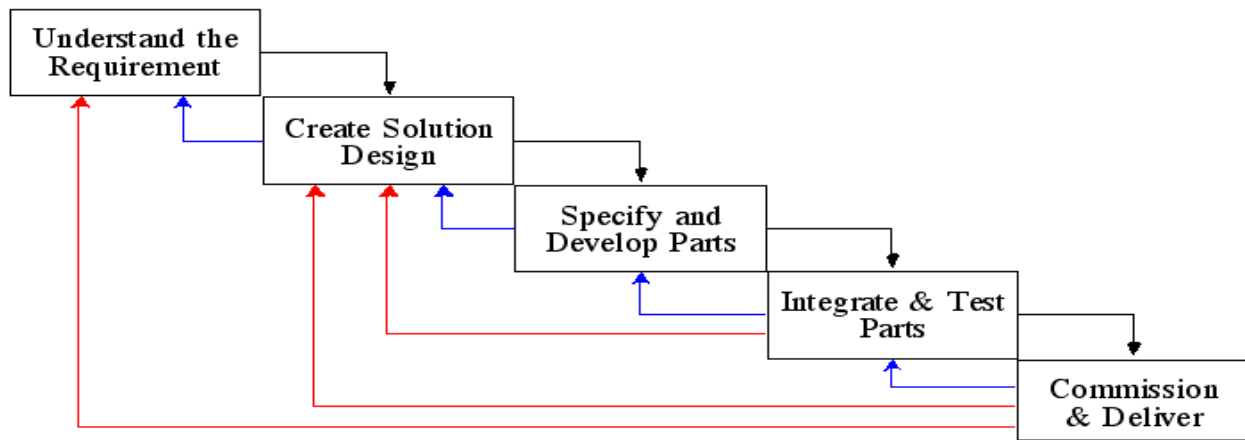 Understand the
Requirement
Create Solution
Design
Specify and
Develop Parts
Integrate & Test
Parts
Commission
& Deliver